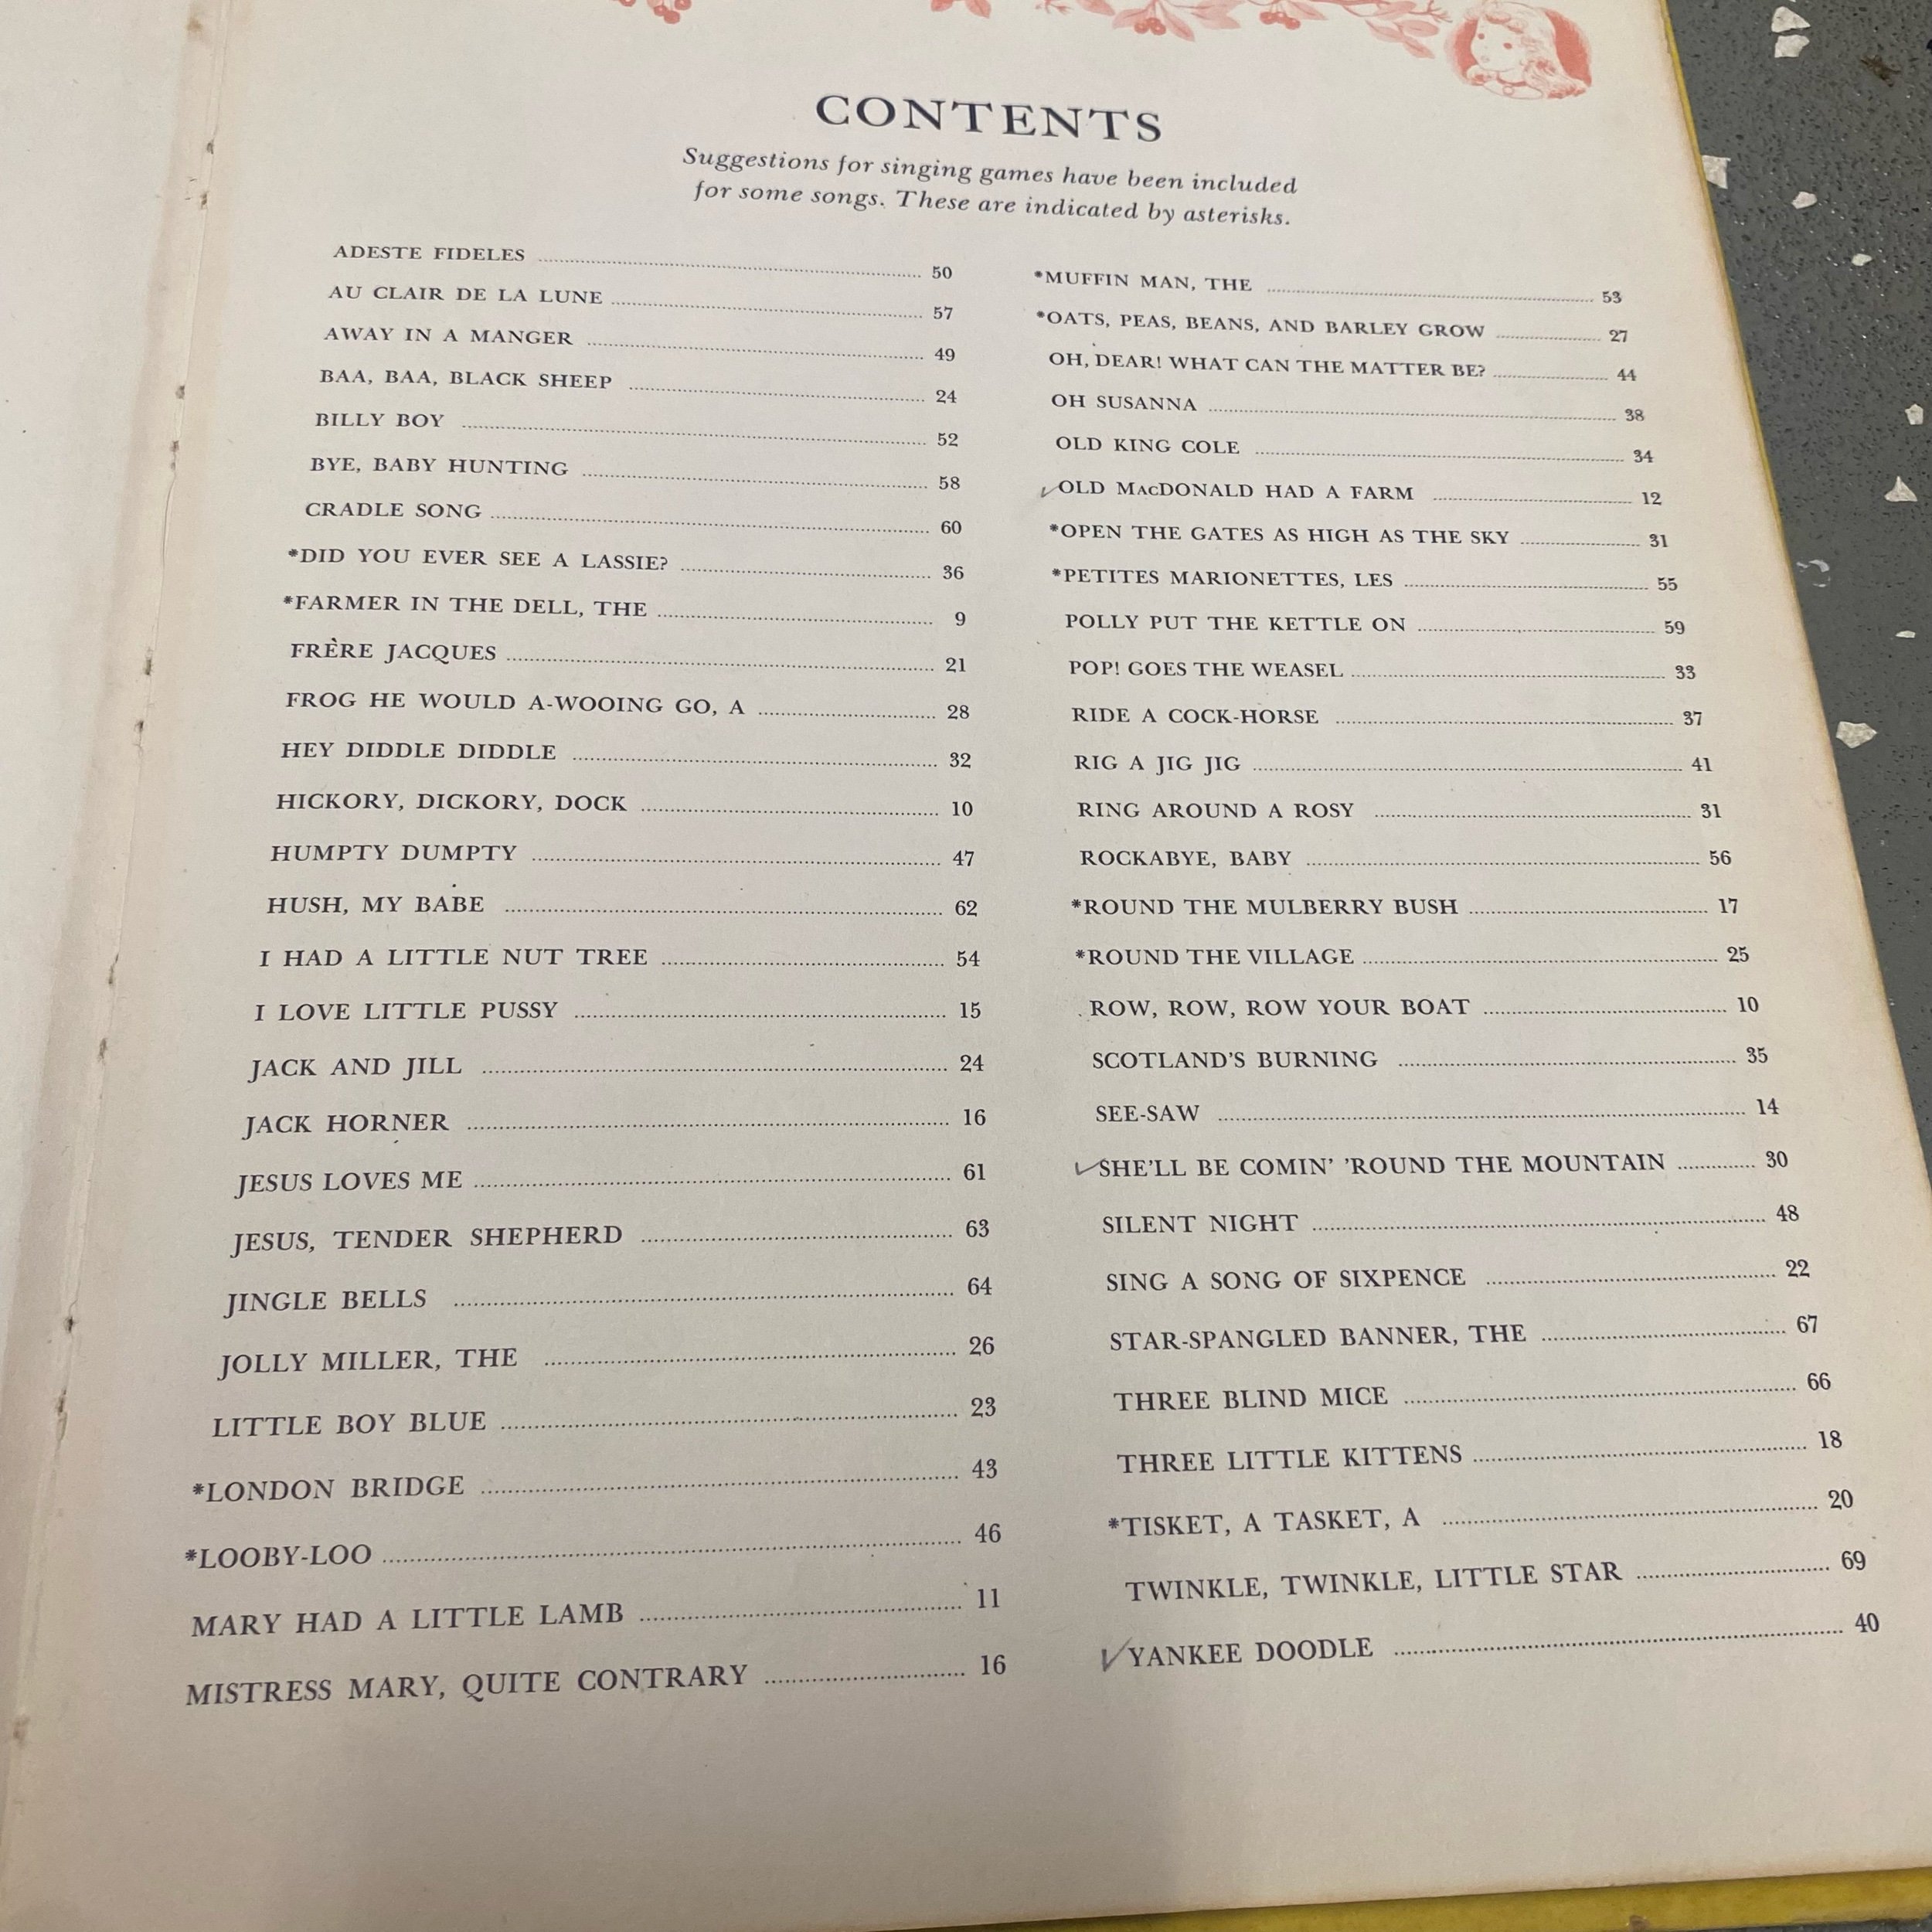 CONTENTS
Suggestions for singing games have been included
for some songs. These are indicated by asterisks.
ADESTE FIDELES ........ 50
AU CLAIR DE LA LUNE ........ 57
AWAY IN A MANGER ........ 49
BAA, BAA, BLACK SHEEP ........ 24
BILLY BOY ........ 52
BYE, BABY HUNTING ........ 58
CRADLE SONG ........ 60
*DID YOU EVER SEE A LASSIE? ........ 36
*FARMER IN THE DELL, THE ........ 9
FRÈRE JACQUES ........ 21
FROG HE WOULD A-WOOING GO, A ........ 28
HEY DIDDLE DIDDLE ........ 32
HICKORY, DICKORY, DOCK ........ 10
HUMPTY DUMPTY ........ 47
HUSH, MY BABE ........ 62
I HAD A LITTLE NUT TREE ........ 54
I LOVE LITTLE PUSSY ........ 15
JACK AND JILL ........ 24
JACK HORNER ........ 16
JESUS LOVES ME ........ 61
JESUS, TENDER SHEPHERD ........ 63
JINGLE BELLS ........ 64
JOLLY MILLER, THE ........ 26
LITTLE BOY BLUE ........ 23
*LONDON BRIDGE ........ 43
*LOOBY-LOO ........ 46
MARY HAD A LITTLE LAMB ........ 11
MISTRESS MARY, QUITE CONTRARY ........ 16
*MUFFIN MAN, THE ........ 53
*OATS, PEAS, BEANS, AND BARLEY GROW ........ 27
OH, DEAR! WHAT CAN THE MATTER BE? ........ 44
OH SUSANNA ........ 38
OLD KING COLE ........ 34
✓OLD MacDONALD HAD A FARM ........ 12
*OPEN THE GATES AS HIGH AS THE SKY ........ 31
*PETITES MARIONETTES, LES ........ 55
POLLY PUT THE KETTLE ON ........ 59
POP! GOES THE WEASEL ........ 33
RIDE A COCK-HORSE ........ 37
RIG A JIG JIG ........ 41
RING AROUND A ROSY ........ 31
ROCKABYE, BABY ........ 56
*ROUND THE MULBERRY BUSH ........ 17
*ROUND THE VILLAGE ........ 25
ROW, ROW, ROW YOUR BOAT ........ 10
SCOTLAND'S BURNING ........ 35
SEE-SAW ........ 14
✓SHE'LL BE COMIN' 'ROUND THE MOUNTAIN ........ 30
SILENT NIGHT ........ 48
SING A SONG OF SIXPENCE ........ 22
STAR-SPANGLED BANNER, THE ........ 67
THREE BLIND MICE ........ 66
THREE LITTLE KITTENS ........ 18
*TISKET, A TASKET, A ........ 20
TWINKLE, TWINKLE, LITTLE STAR ........ 69
✓YANKEE DOODLE ........ 40